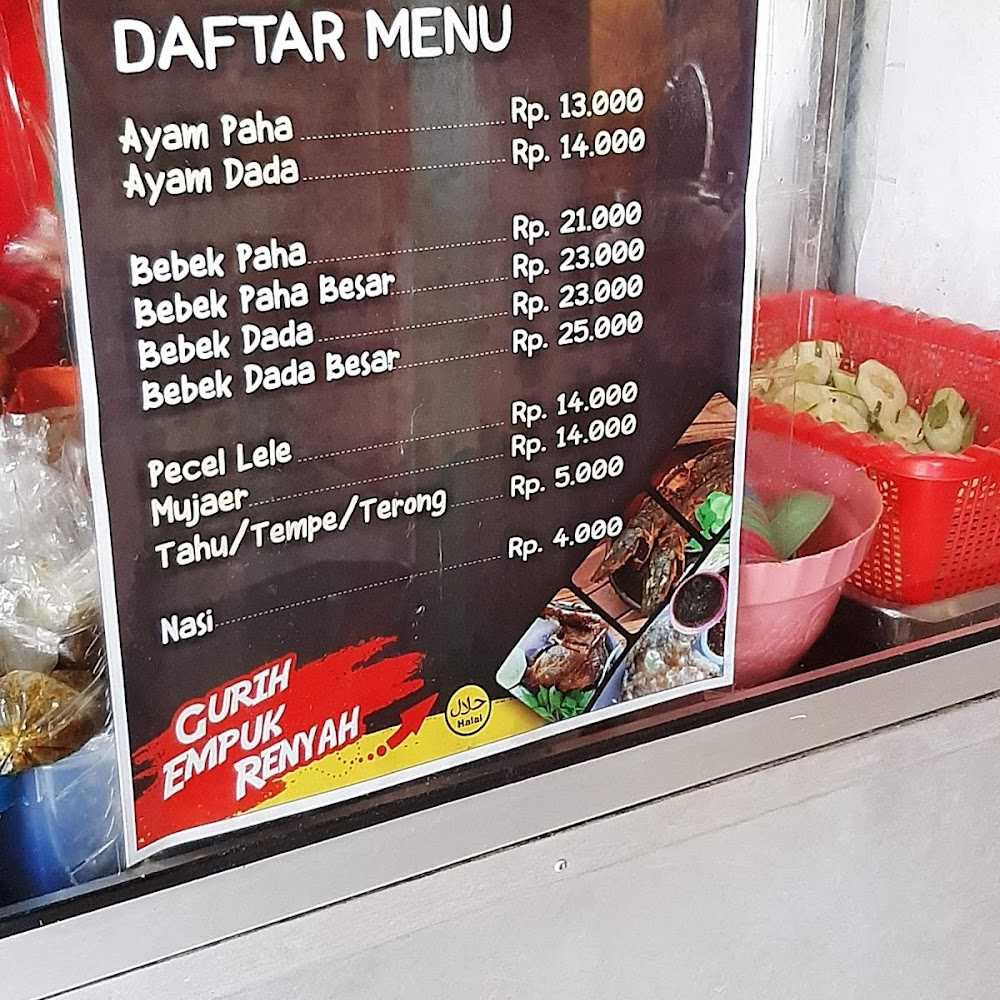 DAFTAR MENU
Ayam Paha Rp. 13.000
Ayam Dada Rp. 14.000
Bebek Paha Rp. 21.000
Bebek Paha Besar Rp. 23.000
Bebek Dada Rp. 23.000
Bebek Dada Besar Rp. 25.000
Pecel Lele Rp. 14.000
Mujaer Rp. 14.000
Tahu/Tempe/Terong Rp. 5.000
Nasi Rp. 4.000
GURIH
EMPUK
RENYAH
حلال
Halal